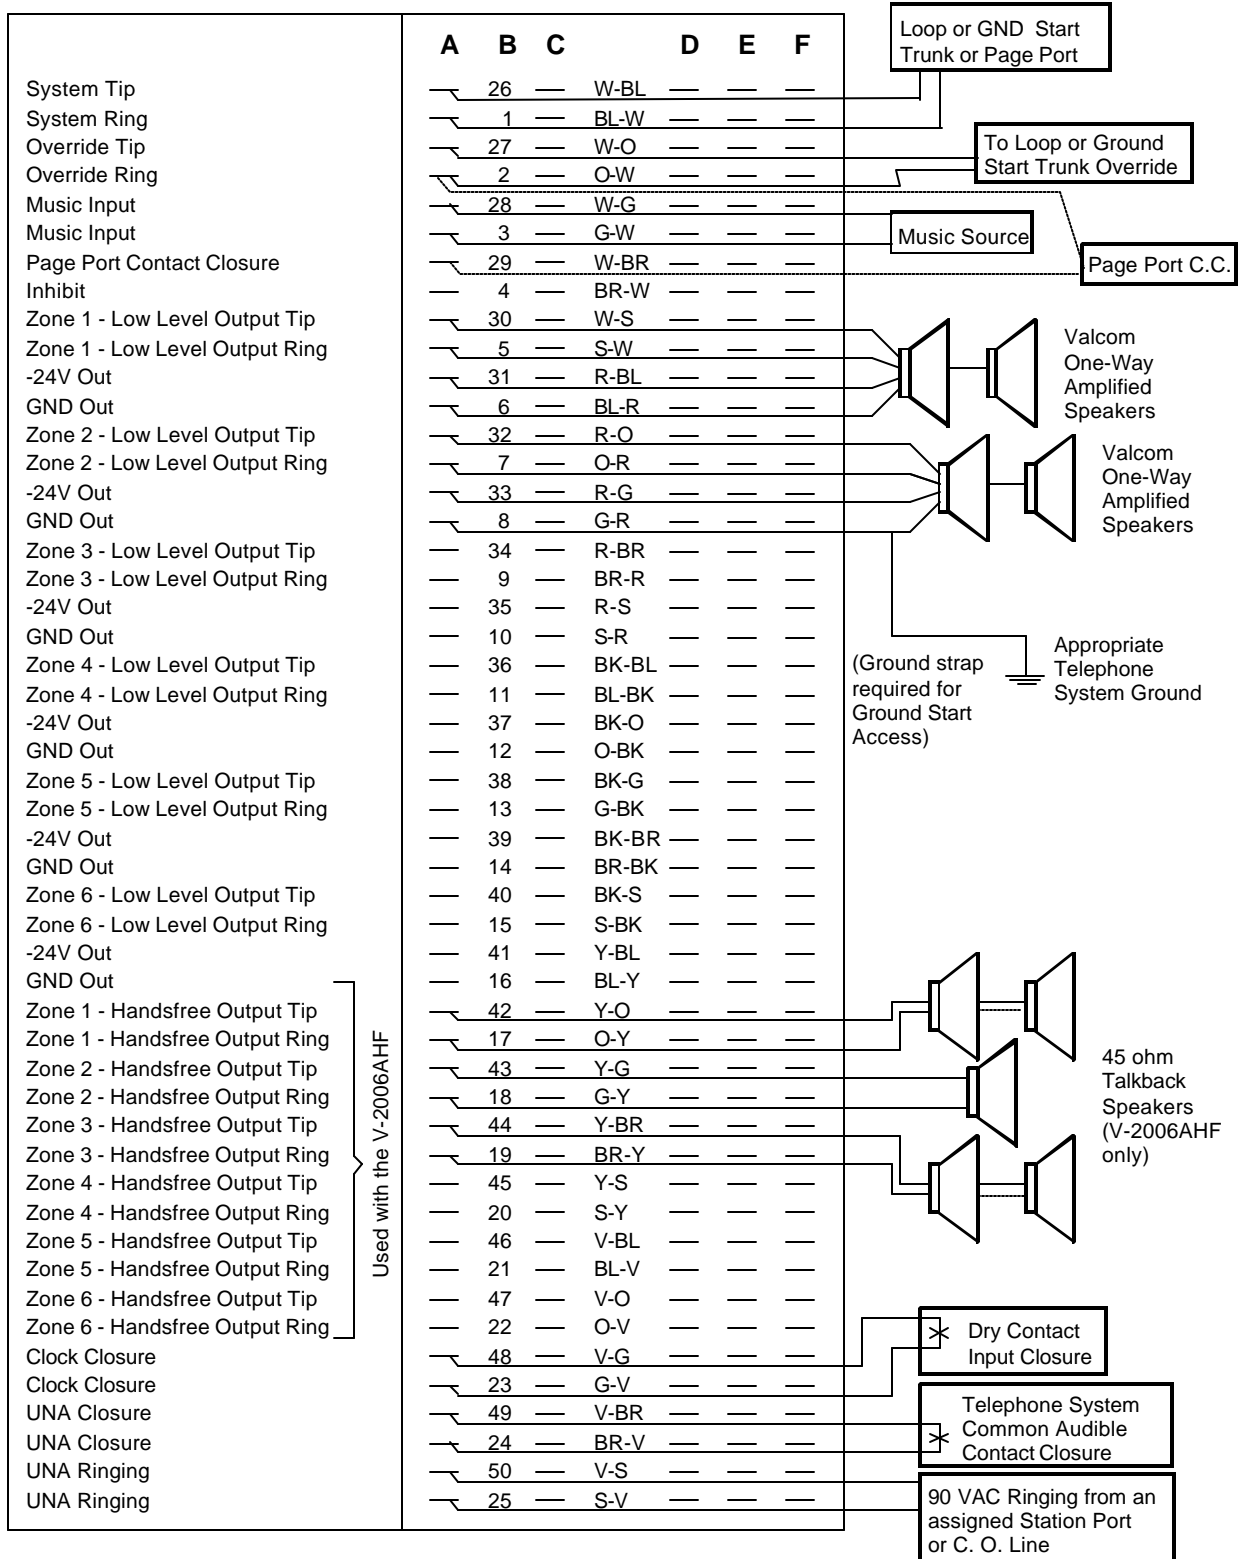 A B C D E F
Loop or GND Start
Trunk or Page Port
System Tip 26 W-BL
System Ring 1 BL-W
Override Tip 27 W-O
Override Ring 2 O-W
To Loop or Ground
Start Trunk Override
Music Input 28 W-G
Music Input 3 G-W
Music Source
Page Port Contact Closure 29 W-BR
Page Port C.C.
Inhibit 4 BR-W
Zone 1 - Low Level Output Tip 30 W-S
Zone 1 - Low Level Output Ring 5 S-W
-24V Out 31 R-BL
GND Out 6 BL-R
Valcom
One-Way
Amplified
Speakers
Zone 2 - Low Level Output Tip 32 R-O
Zone 2 - Low Level Output Ring 7 O-R
-24V Out 33 R-G
GND Out 8 G-R
Valcom
One-Way
Amplified
Speakers
Zone 3 - Low Level Output Tip 34 R-BR
Zone 3 - Low Level Output Ring 9 BR-R
-24V Out 35 R-S
GND Out 10 S-R
Zone 4 - Low Level Output Tip 36 BK-BL
Zone 4 - Low Level Output Ring 11 BL-BK
-24V Out 37 BK-O
GND Out 12 O-BK
(Ground strap
required for
Ground Start
Access)
Appropriate
Telephone
System Ground
Zone 5 - Low Level Output Tip 38 BK-G
Zone 5 - Low Level Output Ring 13 G-BK
-24V Out 39 BK-BR
GND Out 14 BR-BK
Zone 6 - Low Level Output Tip 40 BK-S
Zone 6 - Low Level Output Ring 15 S-BK
-24V Out 41 Y-BL
GND Out 16 BL-Y
Zone 1 - Handsfree Output Tip 42 Y-O
Zone 1 - Handsfree Output Ring 17 O-Y
Zone 2 - Handsfree Output Tip 43 Y-G
Zone 2 - Handsfree Output Ring 18 G-Y
Zone 3 - Handsfree Output Tip 44 Y-BR
Zone 3 - Handsfree Output Ring 19 BR-Y
Zone 4 - Handsfree Output Tip 45 Y-S
Zone 4 - Handsfree Output Ring 20 S-Y
Zone 5 - Handsfree Output Tip 46 V-BL
Zone 5 - Handsfree Output Ring 21 BL-V
Zone 6 - Handsfree Output Tip 47 V-O
Zone 6 - Handsfree Output Ring 22 O-V
Used with the V-2006AHF
45 ohm
Talkback
Speakers
(V-2006AHF
only)
Clock Closure 48 V-G
Clock Closure 23 G-V
Dry Contact
Input Closure
UNA Closure 49 V-BR
UNA Closure 24 BR-V
Telephone System
Common Audible
Contact Closure
UNA Ringing 50 V-S
UNA Ringing 25 S-V
90 VAC Ringing from an
assigned Station Port
or C. O. Line